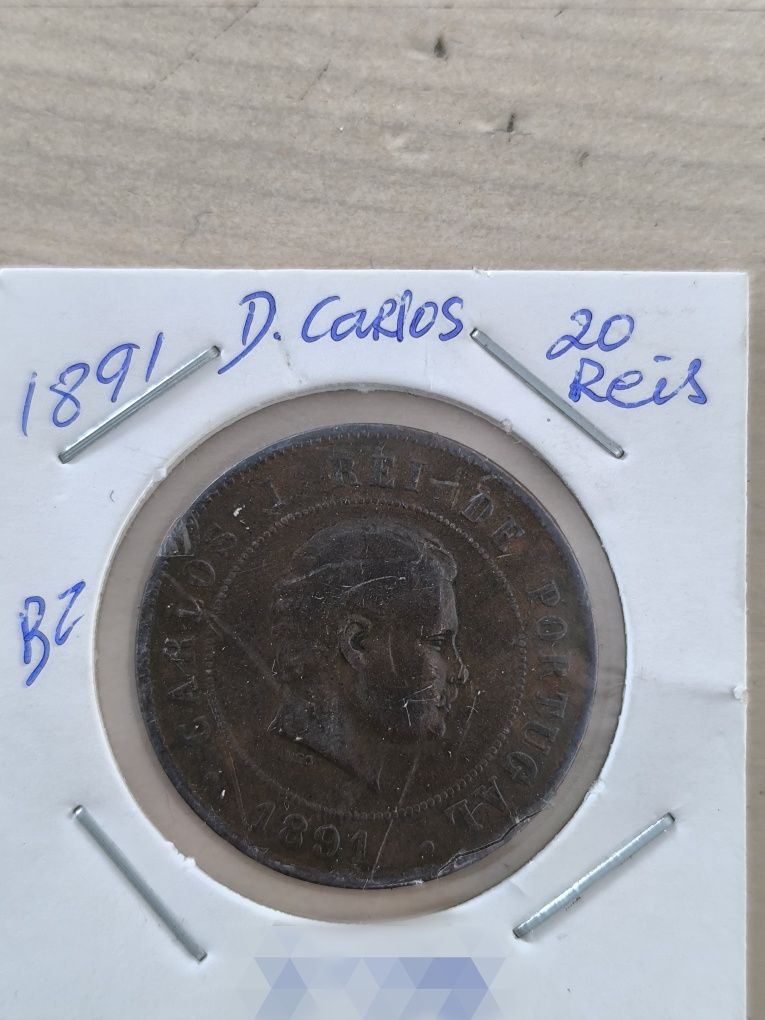 1891 D. Carlos 20
Reis
BZ
CARLOS I REI DE PORTUGAL
1891